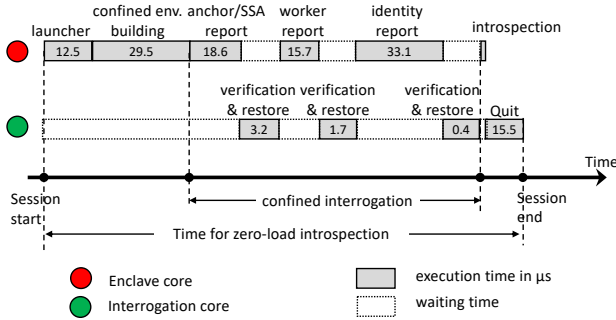 confined env. anchor/SSA worker identity
launcher building report report report introspection
12.5 29.5 18.6 15.7 33.1
verification verification verification
& restore & restore & restore Quit
3.2 1.7 0.4 15.5
Time
Session start
confined interrogation
Session end
Time for zero-load introspection
Enclave core
execution time in μs
Interrogation core
waiting time